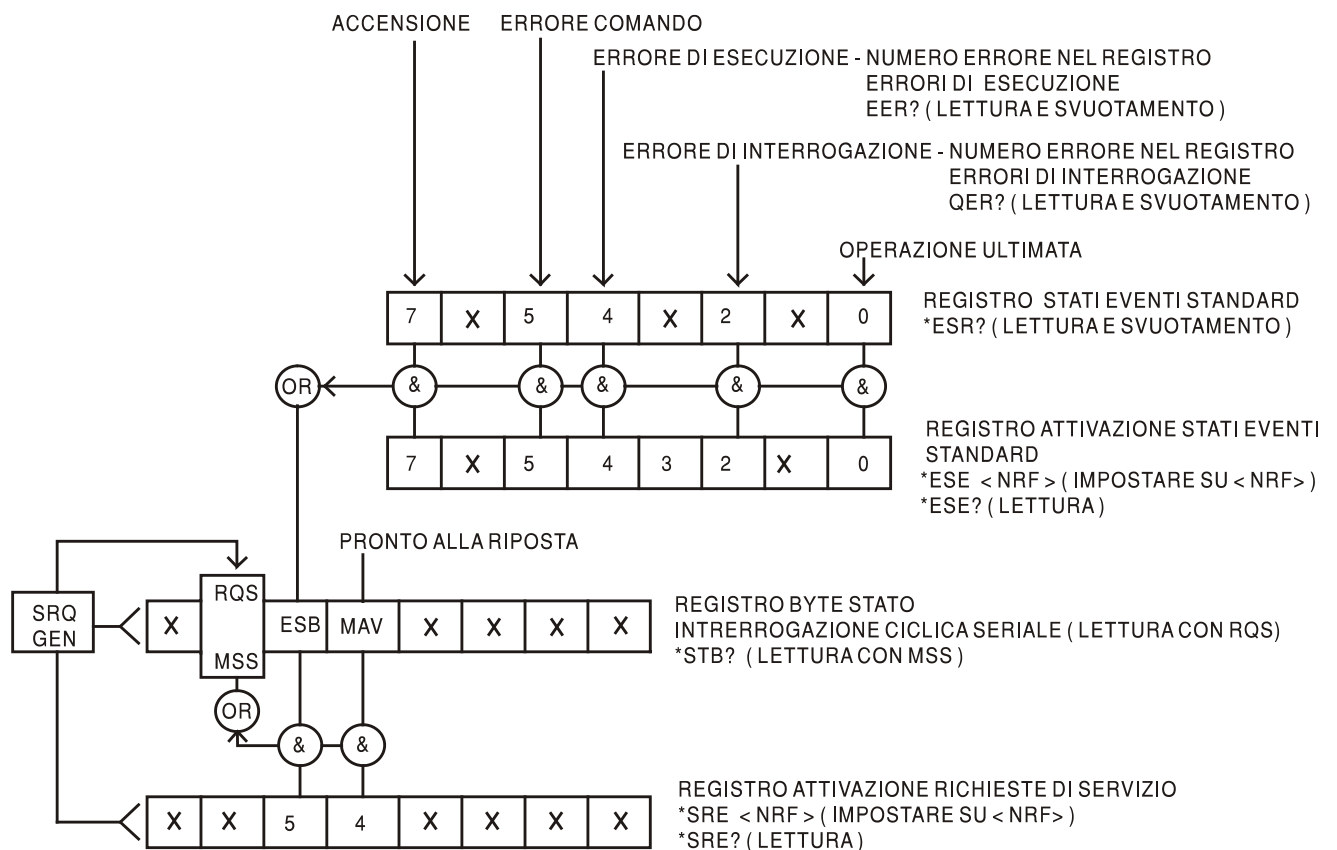 ACCENSIONE ERRORE COMANDO
ERRORE DI ESECUZIONE - NUMERO ERRORE NEL REGISTRO
ERRORI DI ESECUZIONE
EER? ( LETTURA E SVUOTAMENTO )
ERRORE DI INTERROGAZIONE - NUMERO ERRORE NEL REGISTRO
ERRORI DI INTERROGAZIONE
QER? ( LETTURA E SVUOTAMENTO )
OPERAZIONE ULTIMATA
7 X 5 4 X 2 X 0
REGISTRO STATI EVENTI STANDARD
*ESR? ( LETTURA E SVUOTAMENTO )
OR & & & & &
7 X 5 4 3 2 X 0
REGISTRO ATTIVAZIONE STATI EVENTI
STANDARD
*ESE < NRF > ( IMPOSTARE SU < NRF> )
*ESE? ( LETTURA )
PRONTO ALLA RIPOSTA
SRQ
GEN
X RQS MSS ESB MAV X X X X
REGISTRO BYTE STATO
INTRERROGAZIONE CICLICA SERIALE ( LETTURA CON RQS)
*STB? ( LETTURA CON MSS )
OR & &
X X 5 4 X X X X
REGISTRO ATTIVAZIONE RICHIESTE DI SERVIZIO
*SRE < NRF > ( IMPOSTARE SU < NRF> )
*SRE? ( LETTURA )